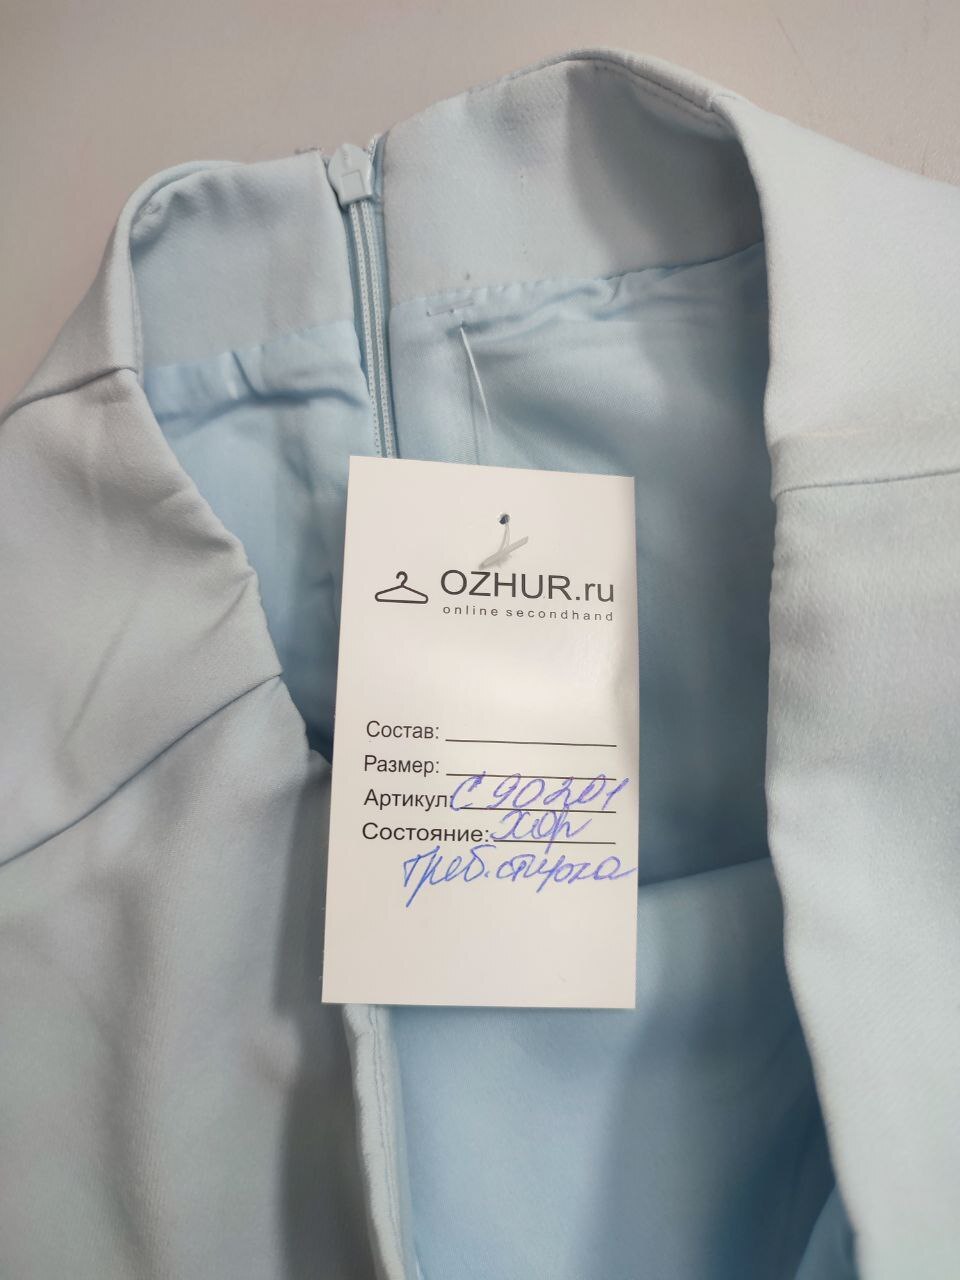 OZHUR.ru
online secondhand
Состав:
Размер:
Артикул: С 90201
Состояние: Хор
треб. стирка